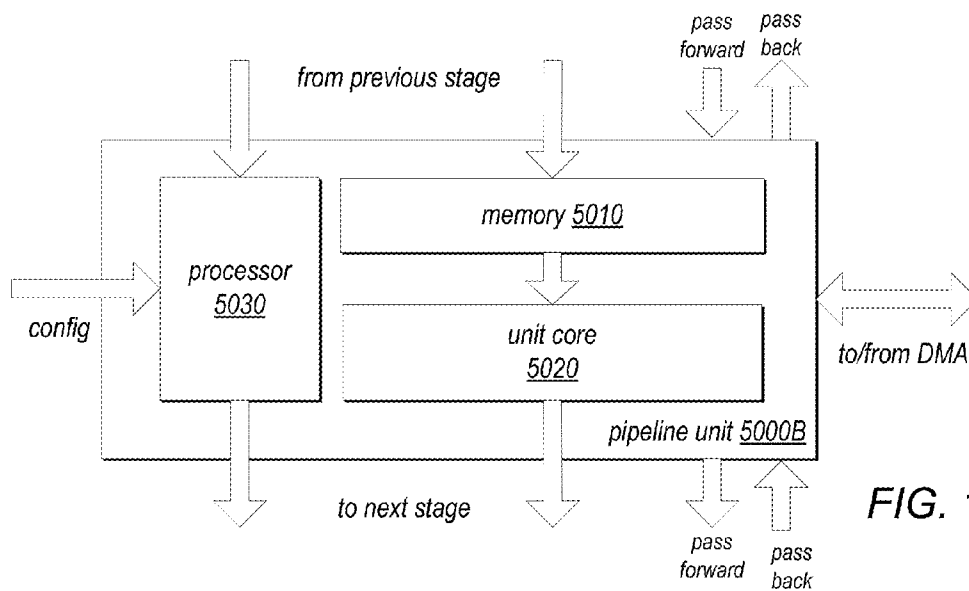 pass
forward
pass
back
from previous stage
memory 5010
processor
5030
config
unit core
5020
to/from DMA
pipeline unit 5000B
to next stage
pass
forward
pass
back
FIG.